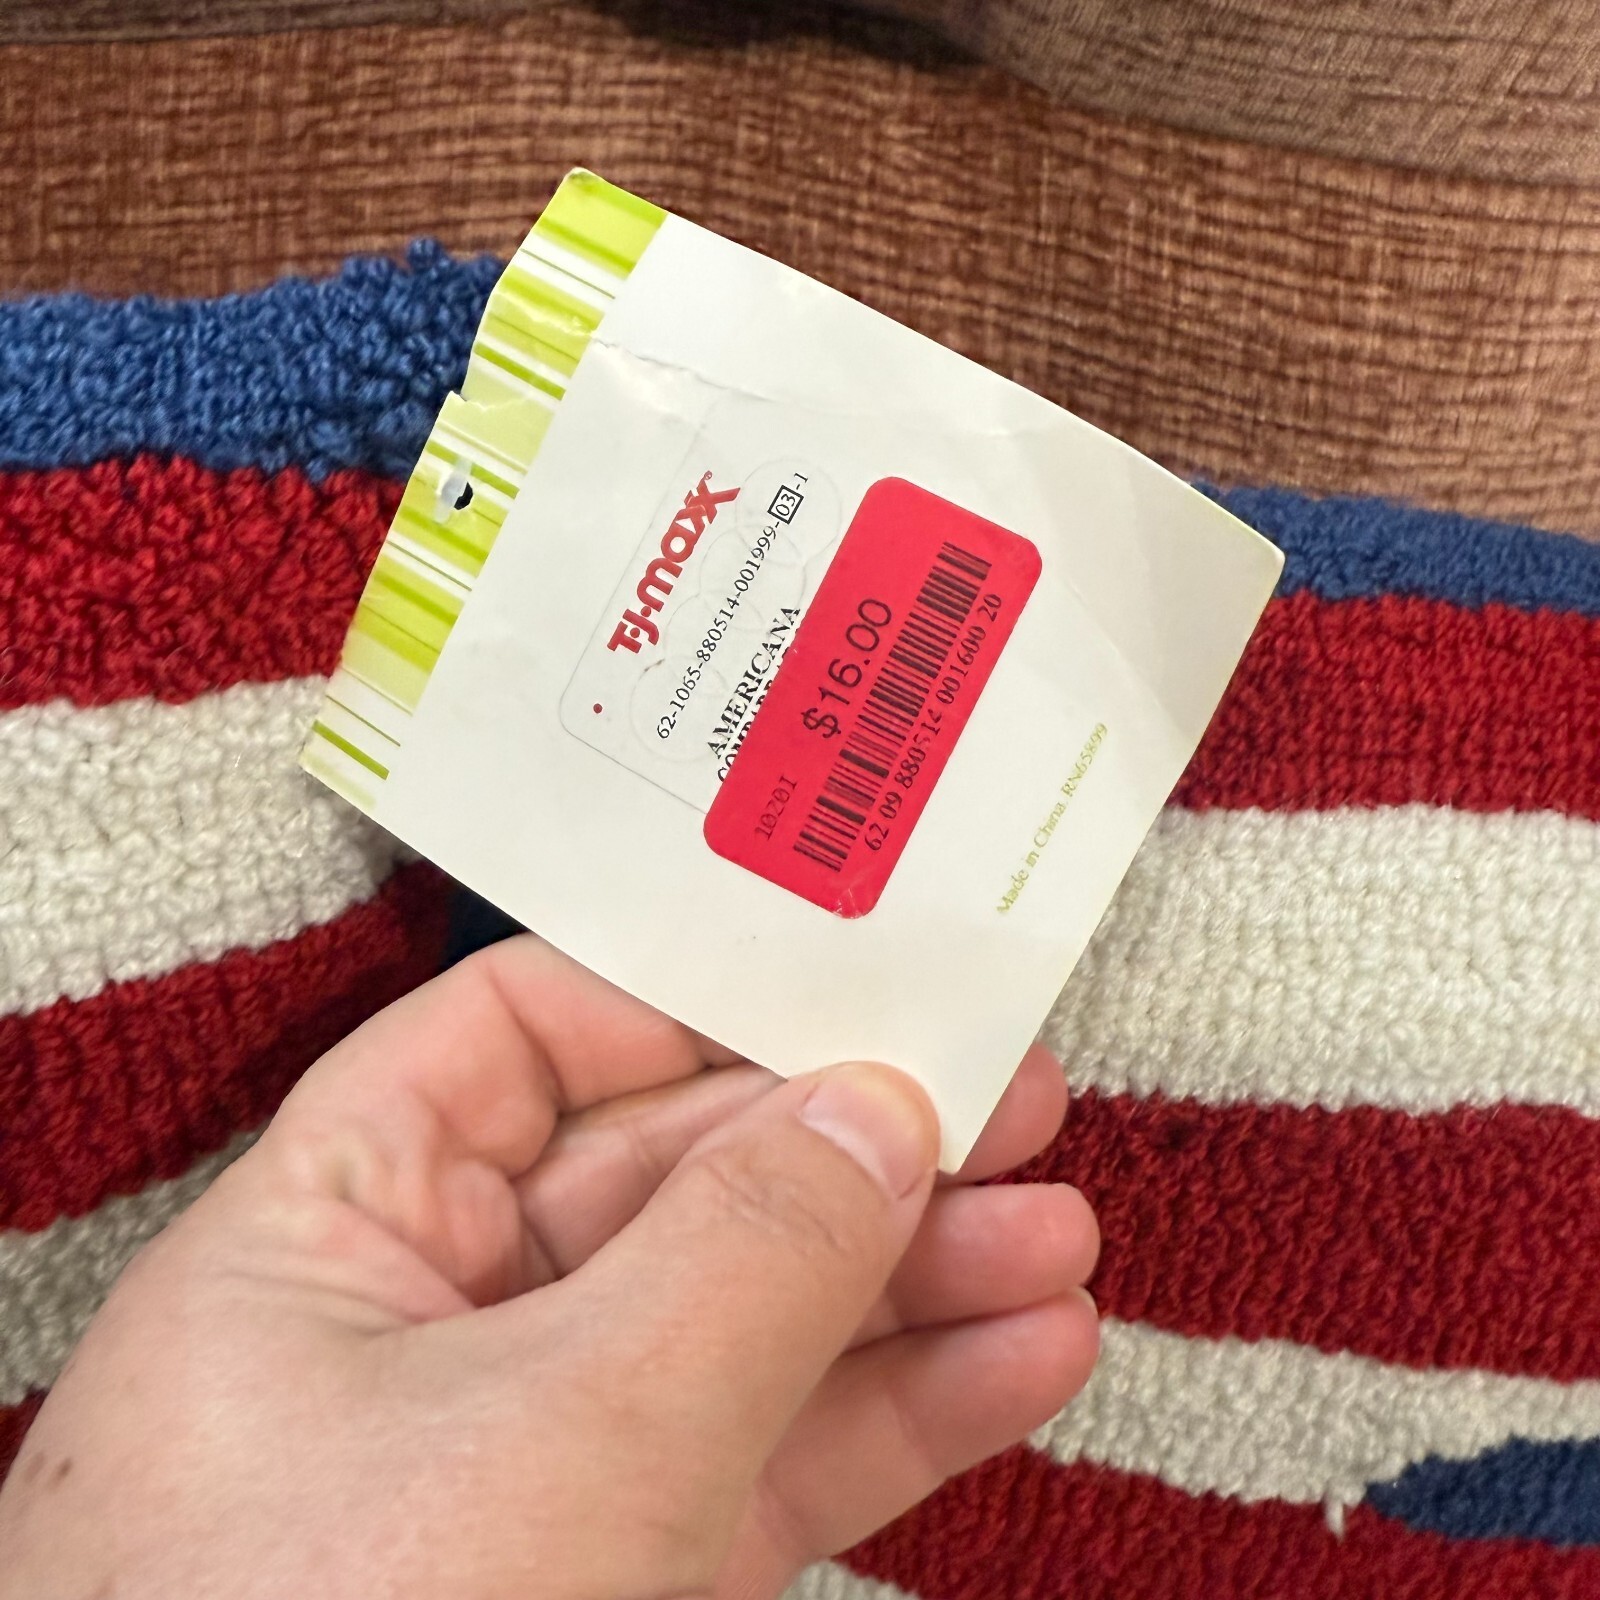 T·J·maxx®
62-1065-880514-001999-03-1
AMERICANA
$16.00
10Z01
62 09 880514 001600 20
Made in China. RN65899